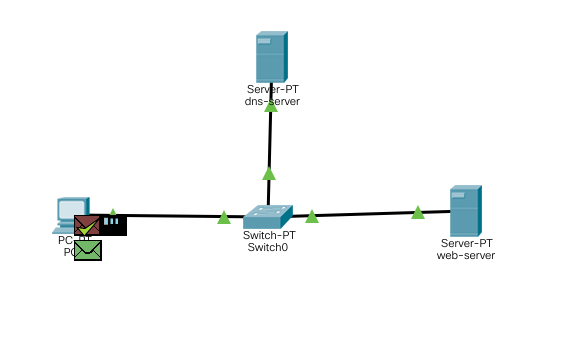 Server-PT
dns-server
Switch-PT
Switch0
Server-PT
web-server